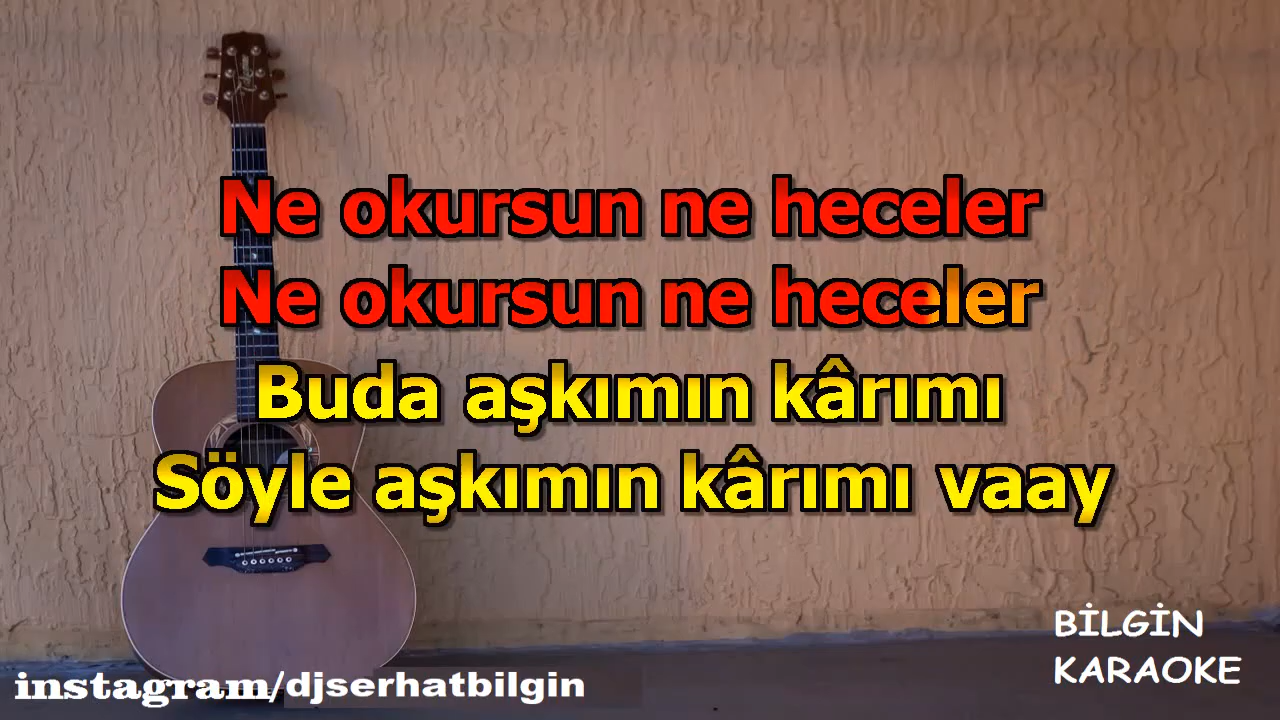 Ne okursun ne heceler
Ne okursun ne heceler
Buda aşkımın kârımı
Söyle aşkımın kârımı vaay
BİLGİN
KARAOKE
instagram/djserhatbilgin